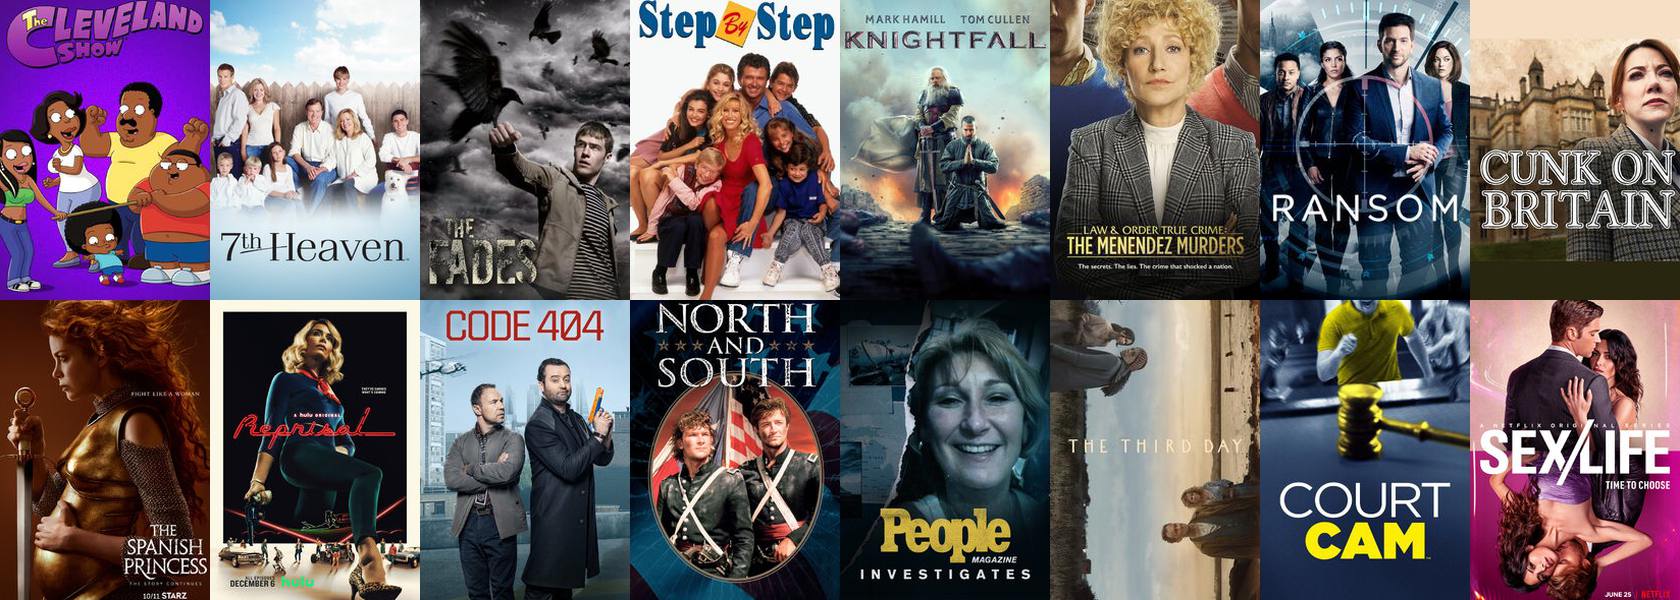 The
CLEVELAND
SHOW
7th Heaven
THE
FADES
Step By Step
MARK HAMILL TOM CULLEN
KNIGHTFALL
LAW & ORDER TRUE CRIME:
THE MENENDEZ MURDERS
The secrets. The lies. The crime that shocked a nation.
RANSOM
CUNK ON
BRITAIN
FIGHT LIKE A WOMAN
THE
SPANISH
PRINCESS
THE STORY CONTINUES
10/11 STARZ
A hulu ORIGINAL
Reprisal
ALL EPISODES
DECEMBER 6
hulu
CODE 404
NORTH
AND
SOUTH
People
MAGAZINE
INVESTIGATES
THE THIRD DAY
COURT
CAM
A NETFLIX ORIGINAL SERIES
SEX/LIFE
TIME TO CHOOSE
JUNE 25 NETFLIX